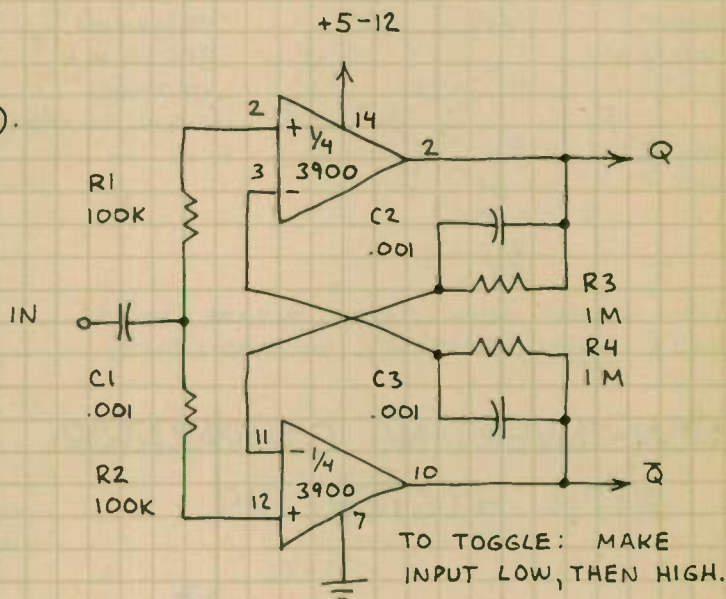 +5-12
).
2
+
1/4
14
3900
3
-
2
Q
R1
100K
C2
.001
R3
1M
IN
R4
1M
C1
.001
C3
.001
11
-
1/4
3900
10
Q̄
R2
100K
12
+
7
TO TOGGLE: MAKE
INPUT LOW, THEN HIGH.